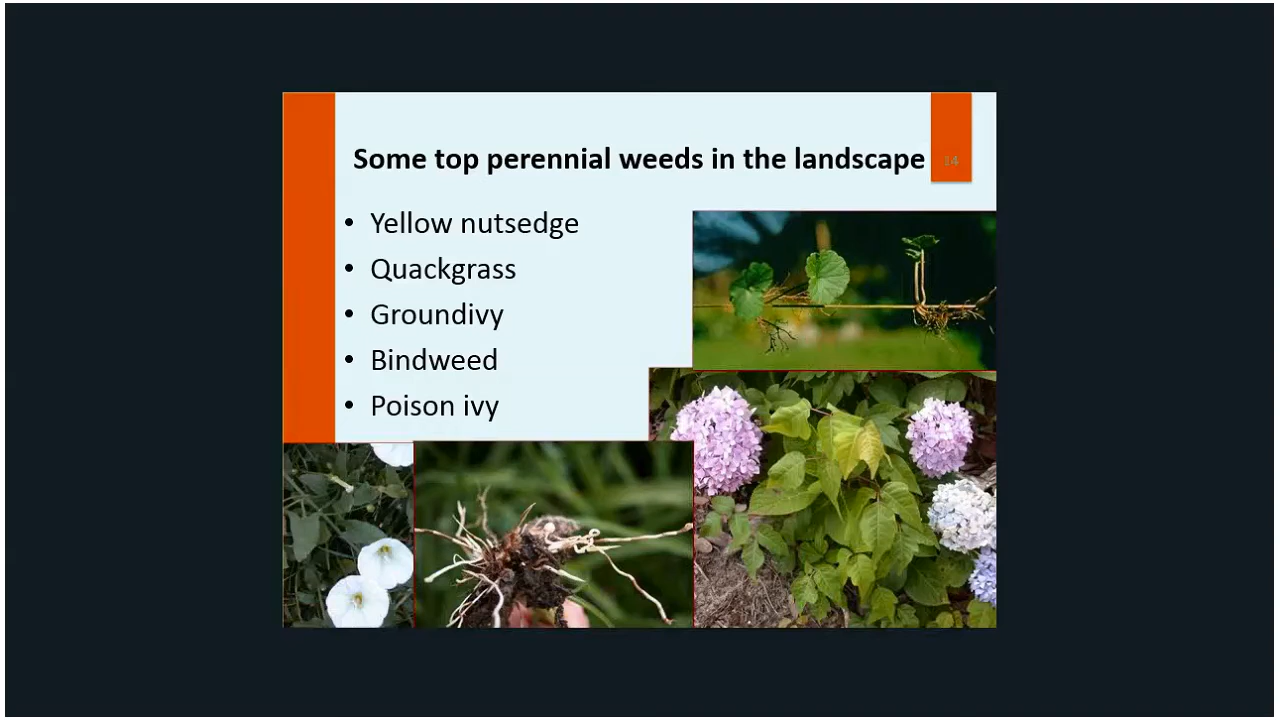 Some top perennial weeds in the landscape
14
• Yellow nutsedge
• Quackgrass
• Groundivy
• Bindweed
• Poison ivy